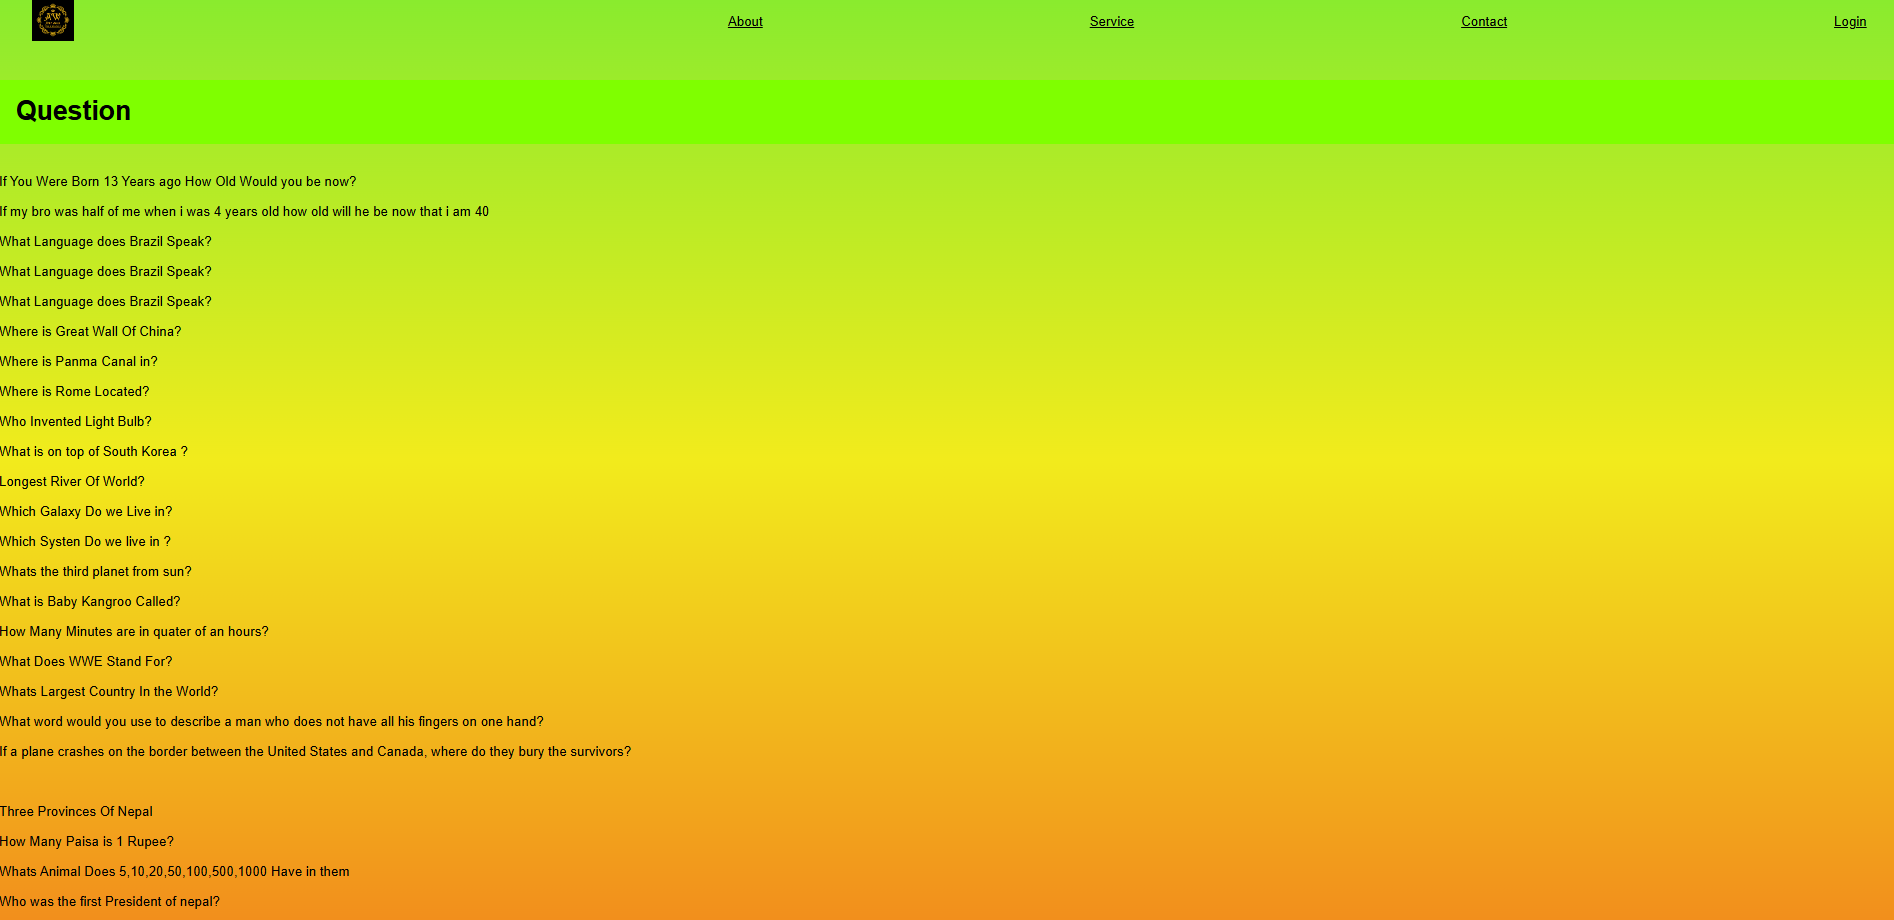 AW
About
Service
Contact
Login
Question
If You Were Born 13 Years ago How Old Would you be now?
If my bro was half of me when i was 4 years old how old will he be now that i am 40
What Language does Brazil Speak?
What Language does Brazil Speak?
What Language does Brazil Speak?
Where is Great Wall Of China?
Where is Panma Canal in?
Where is Rome Located?
Who Invented Light Bulb?
What is on top of South Korea ?
Longest River Of World?
Which Galaxy Do we Live in?
Which Systen Do we live in ?
Whats the third planet from sun?
What is Baby Kangroo Called?
How Many Minutes are in quater of an hours?
What Does WWE Stand For?
Whats Largest Country In the World?
What word would you use to describe a man who does not have all his fingers on one hand?
If a plane crashes on the border between the United States and Canada, where do they bury the survivors?
Three Provinces Of Nepal
How Many Paisa is 1 Rupee?
Whats Animal Does 5,10,20,50,100,500,1000 Have in them
Who was the first President of nepal?